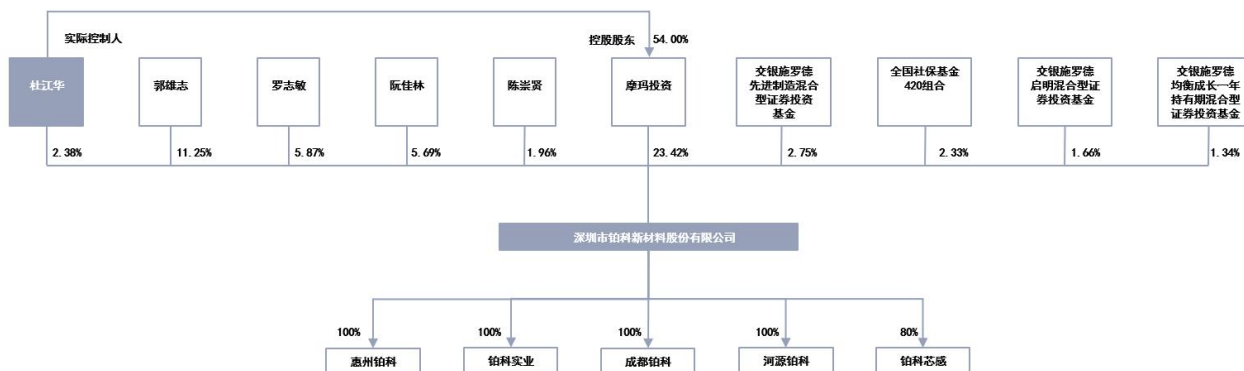 实际控制人
控股股东 54.00%
杜江华
郭雄志
罗志敏
阮佳林
陈崇贤
摩玛投资
交银施罗德
先进制造混合
型证券投资
基金
全国社保基金
420组合
交银施罗德
启明混合型证
券投资基金
交银施罗德
均衡成长一年
持有期混合型
证券投资基金
2.38%
11.25%
5.87%
5.69%
1.96%
23.42%
2.75%
2.33%
1.66%
1.34%
深圳市铂科新材料股份有限公司
100%
100%
100%
100%
80%
惠州铂科
铂科实业
成都铂科
河源铂科
铂科芯感